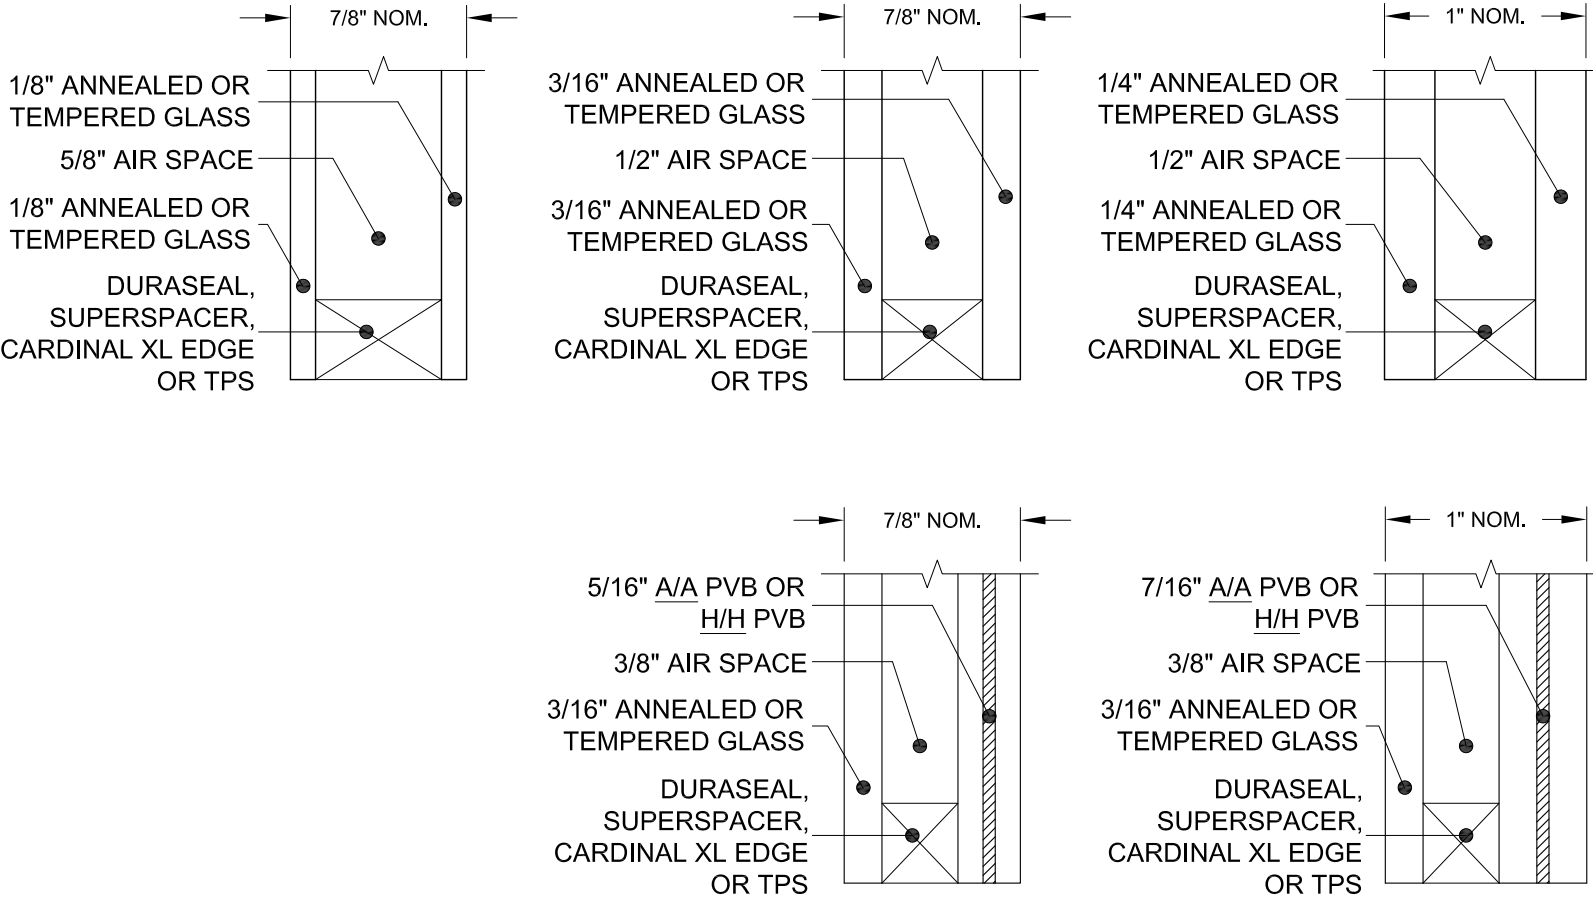 7/8" NOM.
1/8" ANNEALED OR
TEMPERED GLASS
5/8" AIR SPACE
1/8" ANNEALED OR
TEMPERED GLASS
DURASEAL,
SUPERSPACER,
CARDINAL XL EDGE
OR TPS
7/8" NOM.
3/16" ANNEALED OR
TEMPERED GLASS
1/2" AIR SPACE
3/16" ANNEALED OR
TEMPERED GLASS
DURASEAL,
SUPERSPACER,
CARDINAL XL EDGE
OR TPS
1" NOM.
1/4" ANNEALED OR
TEMPERED GLASS
1/2" AIR SPACE
1/4" ANNEALED OR
TEMPERED GLASS
DURASEAL,
SUPERSPACER,
CARDINAL XL EDGE
OR TPS
7/8" NOM.
5/16" A/A PVB OR
H/H PVB
3/8" AIR SPACE
3/16" ANNEALED OR
TEMPERED GLASS
DURASEAL,
SUPERSPACER,
CARDINAL XL EDGE
OR TPS
1" NOM.
7/16" A/A PVB OR
H/H PVB
3/8" AIR SPACE
3/16" ANNEALED OR
TEMPERED GLASS
DURASEAL,
SUPERSPACER,
CARDINAL XL EDGE
OR TPS